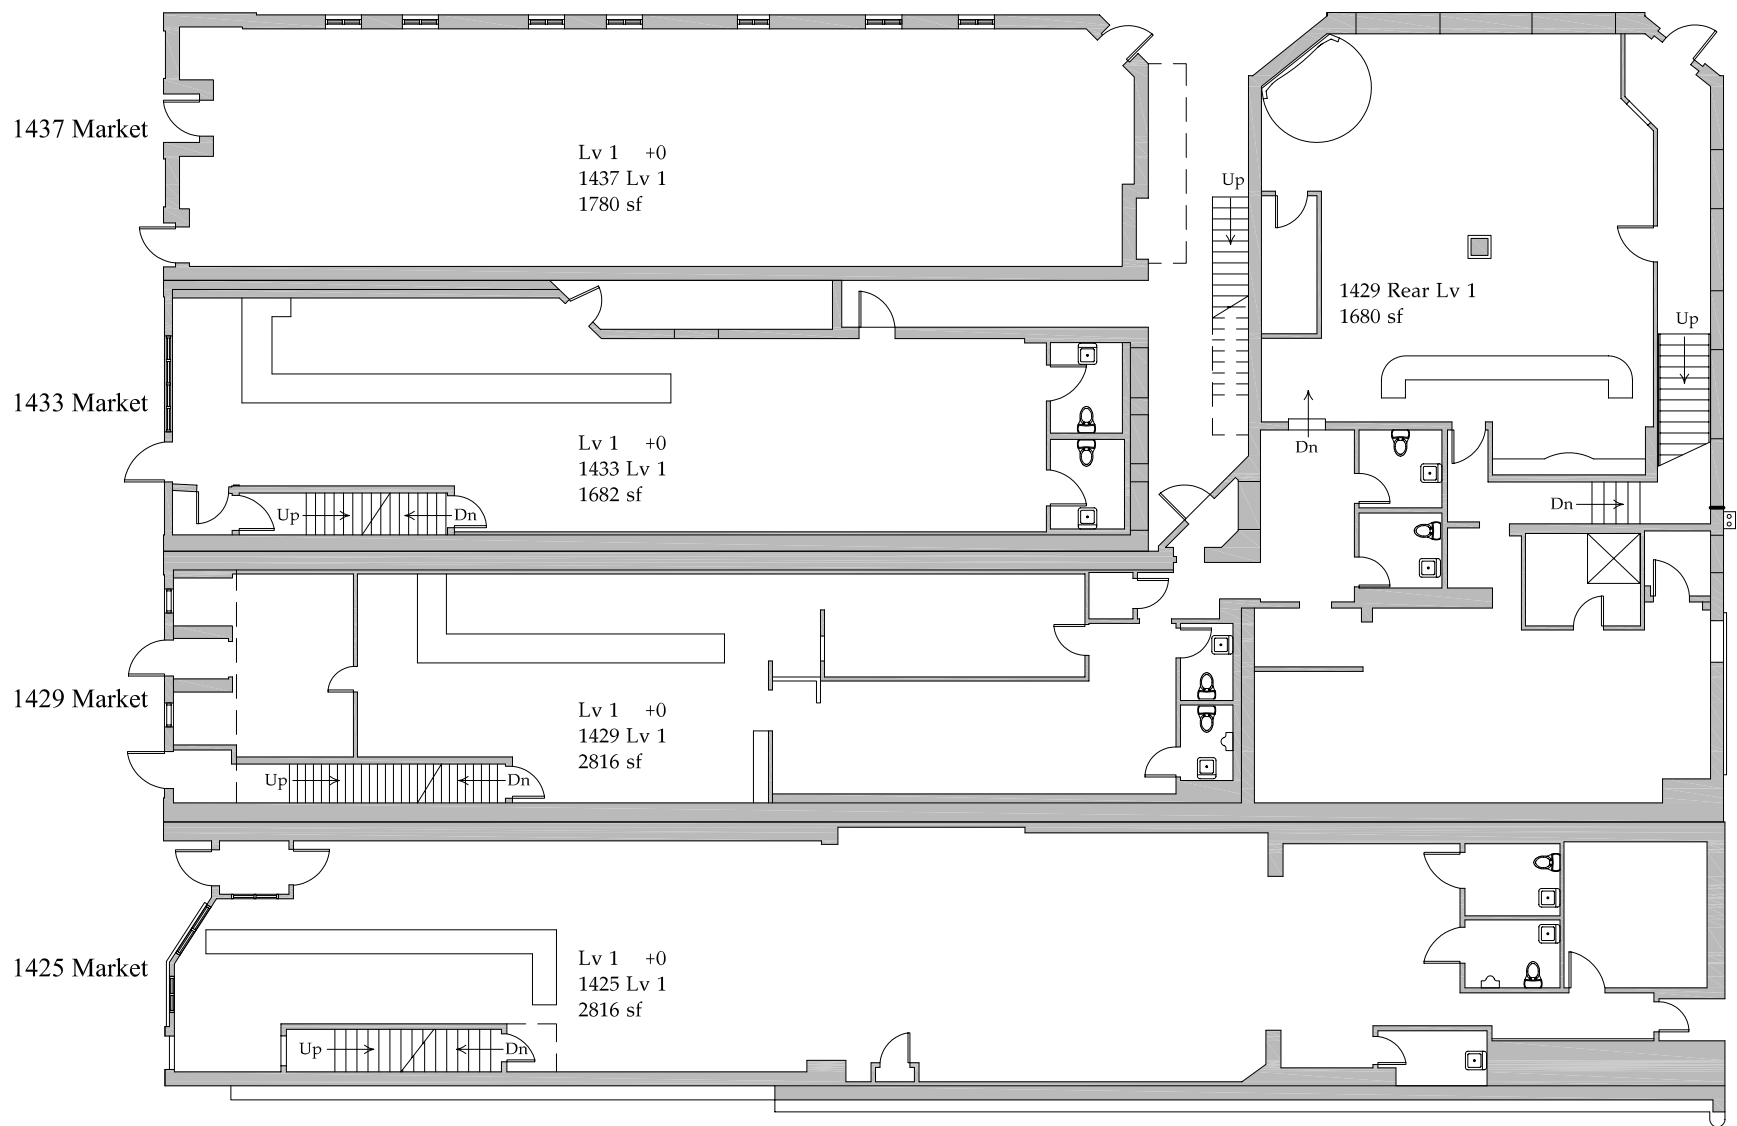 1437 Market
Lv 1 +0
1437 Lv 1
1780 sf
Up
1429 Rear Lv 1
1680 sf
Up
1433 Market
Lv 1 +0
1433 Lv 1
1682 sf
Up
Dn
Dn
Dn
1429 Market
Lv 1 +0
1429 Lv 1
2816 sf
Up
Dn
1425 Market
Lv 1 +0
1425 Lv 1
2816 sf
Up
Dn